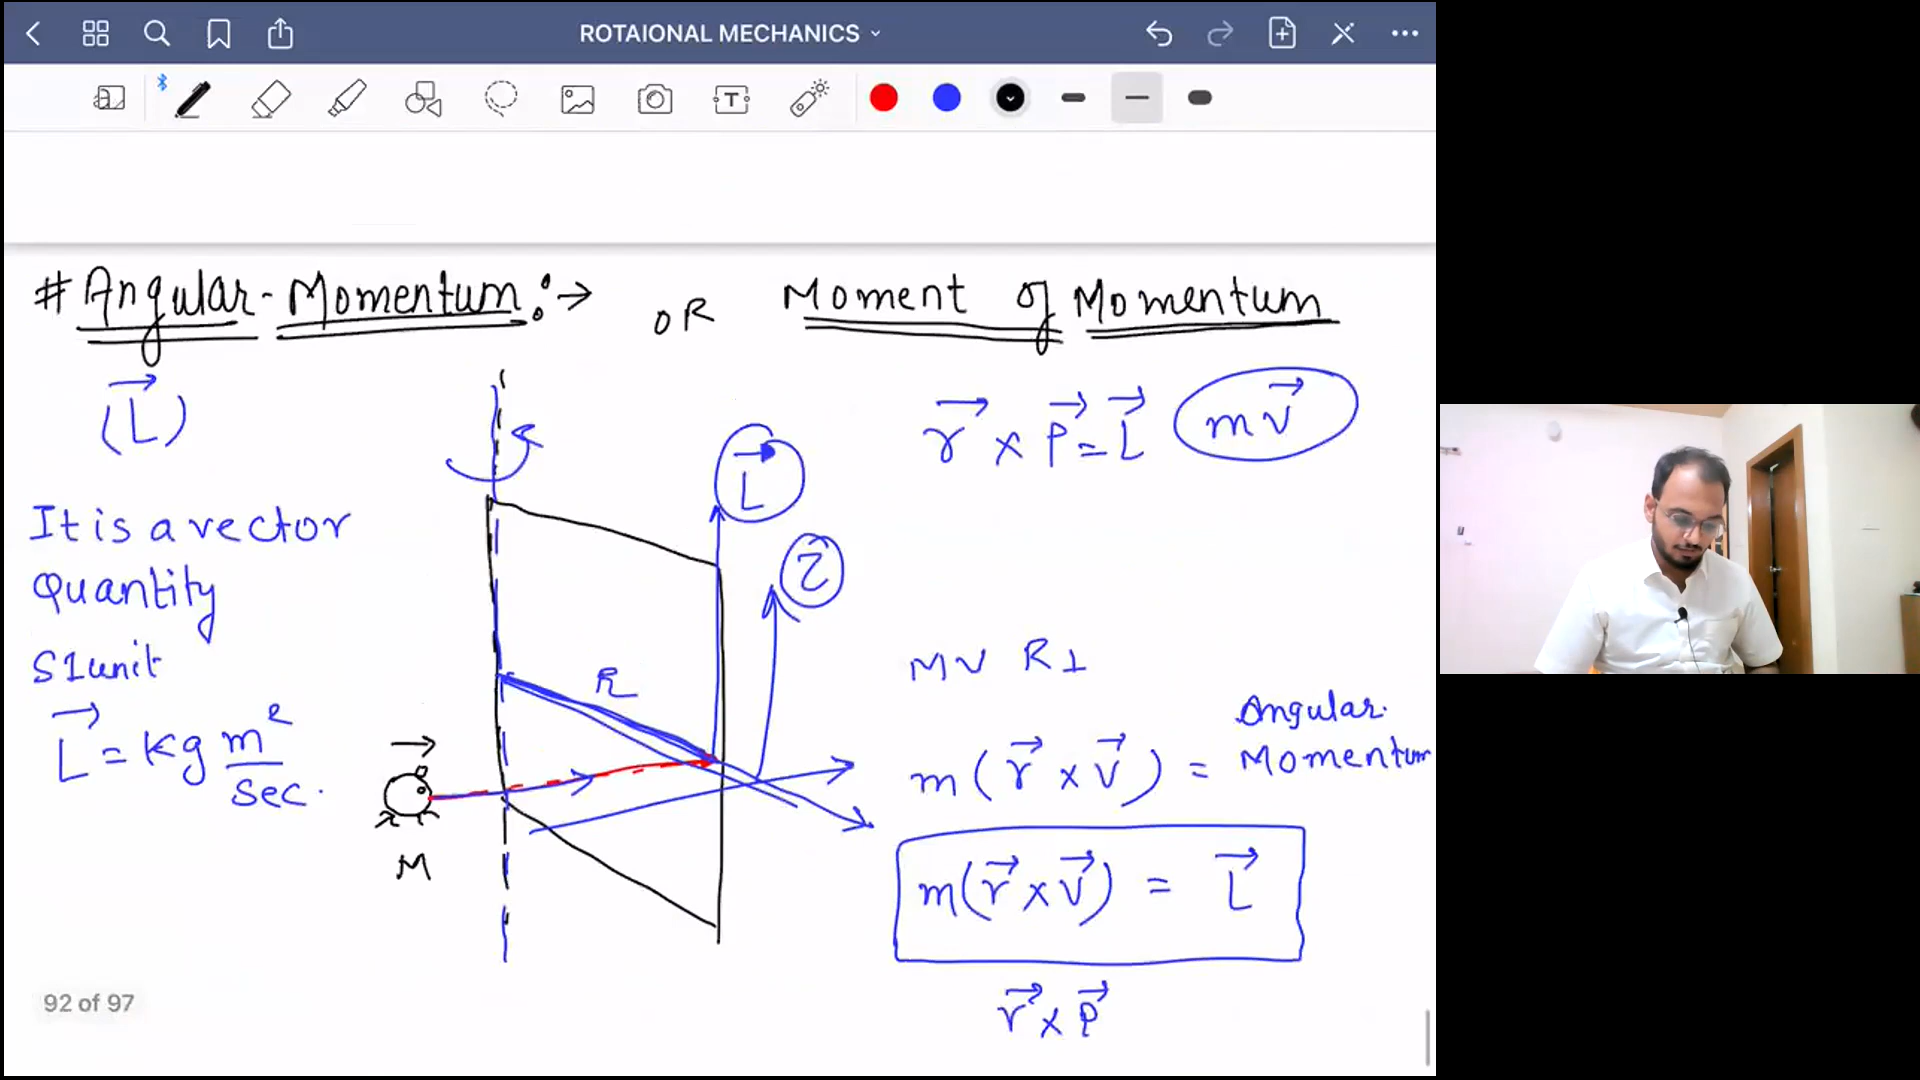 ROTAIONAL MECHANICS
T
# Angular-Momentum :→ OR Moment of Momentum
(L⃗)
r⃗ × P⃗ = L⃗ mv⃗
L⃗
It is a vector
Quantity
SI unit
L⃗ = kg m²/sec.
R
M
MV R⊥
m(r⃗ × v⃗) = Angular
Momentum
m(r⃗ × v⃗) = L⃗
r⃗ × P⃗
92 of 97